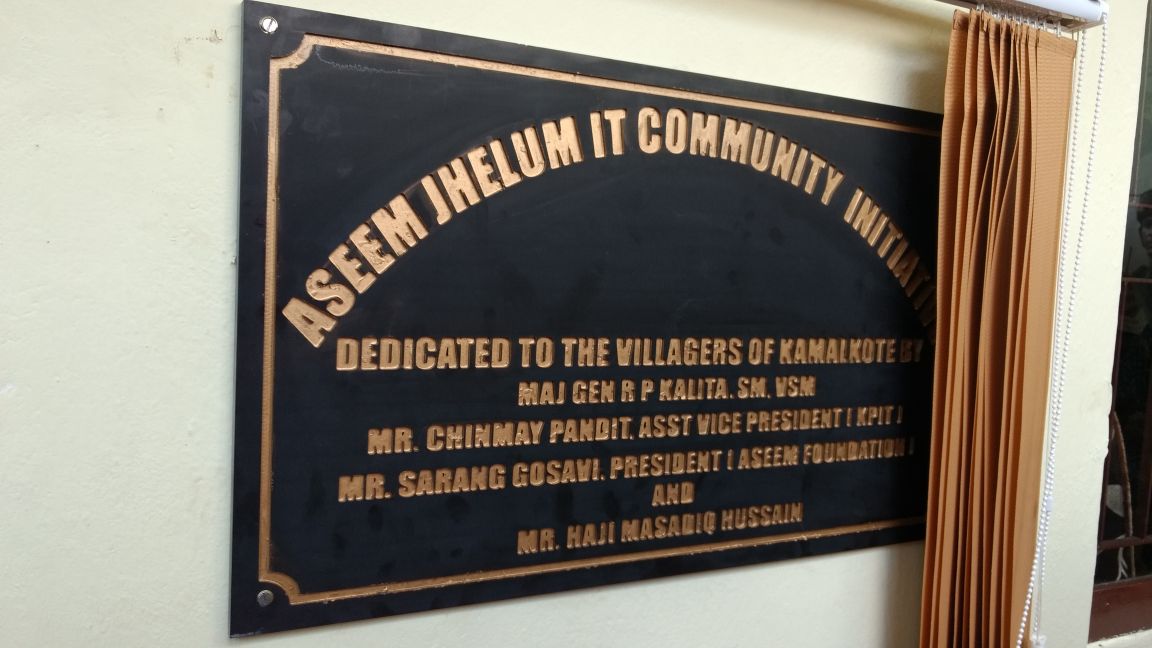 ASEEM JHELUM IT COMMUNITY INITIATI
DEDICATED TO THE VILLAGERS OF KAMALKOTE BY
MAJ GEN R P KALITA, SM, VSM
MR. CHINMAY PANDIT, ASST VICE PRESIDENT ( KPIT )
MR. SARANG GOSAVI, PRESIDENT ( ASEEM FOUNDATION )
AND
MR. HAJI MASADIQ HUSSAIN